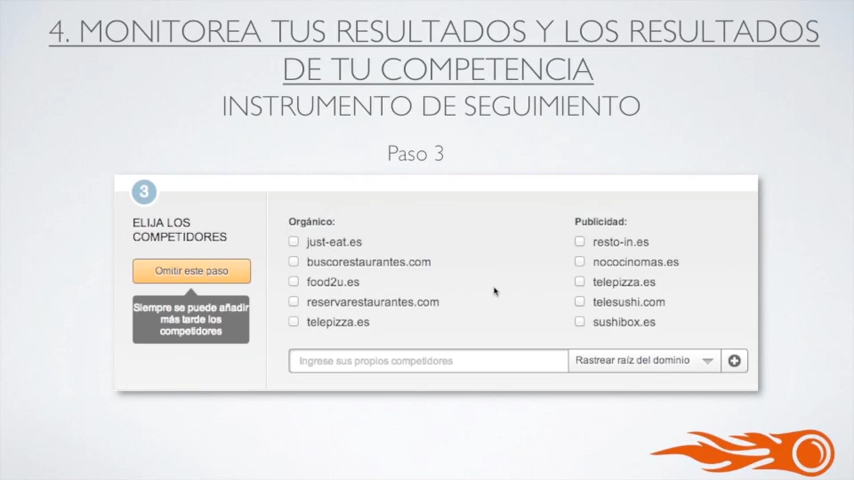 4. MONITOREA TUS RESULTADOS Y LOS RESULTADOS
DE TU COMPETENCIA
INSTRUMENTO DE SEGUIMIENTO
Paso 3
3
ELIJA LOS
COMPETIDORES
Omitir este paso
Siempre se puede añadir
más tarde los
competidores
Orgánico:
just-eat.es
buscorestaurantes.com
food2u.es
reservarestaurantes.com
telepizza.es
Publicidad:
resto-in.es
nococinomas.es
telepizza.es
telesushi.com
sushibox.es
Ingrese sus propios competidores
Rastrear raíz del dominio